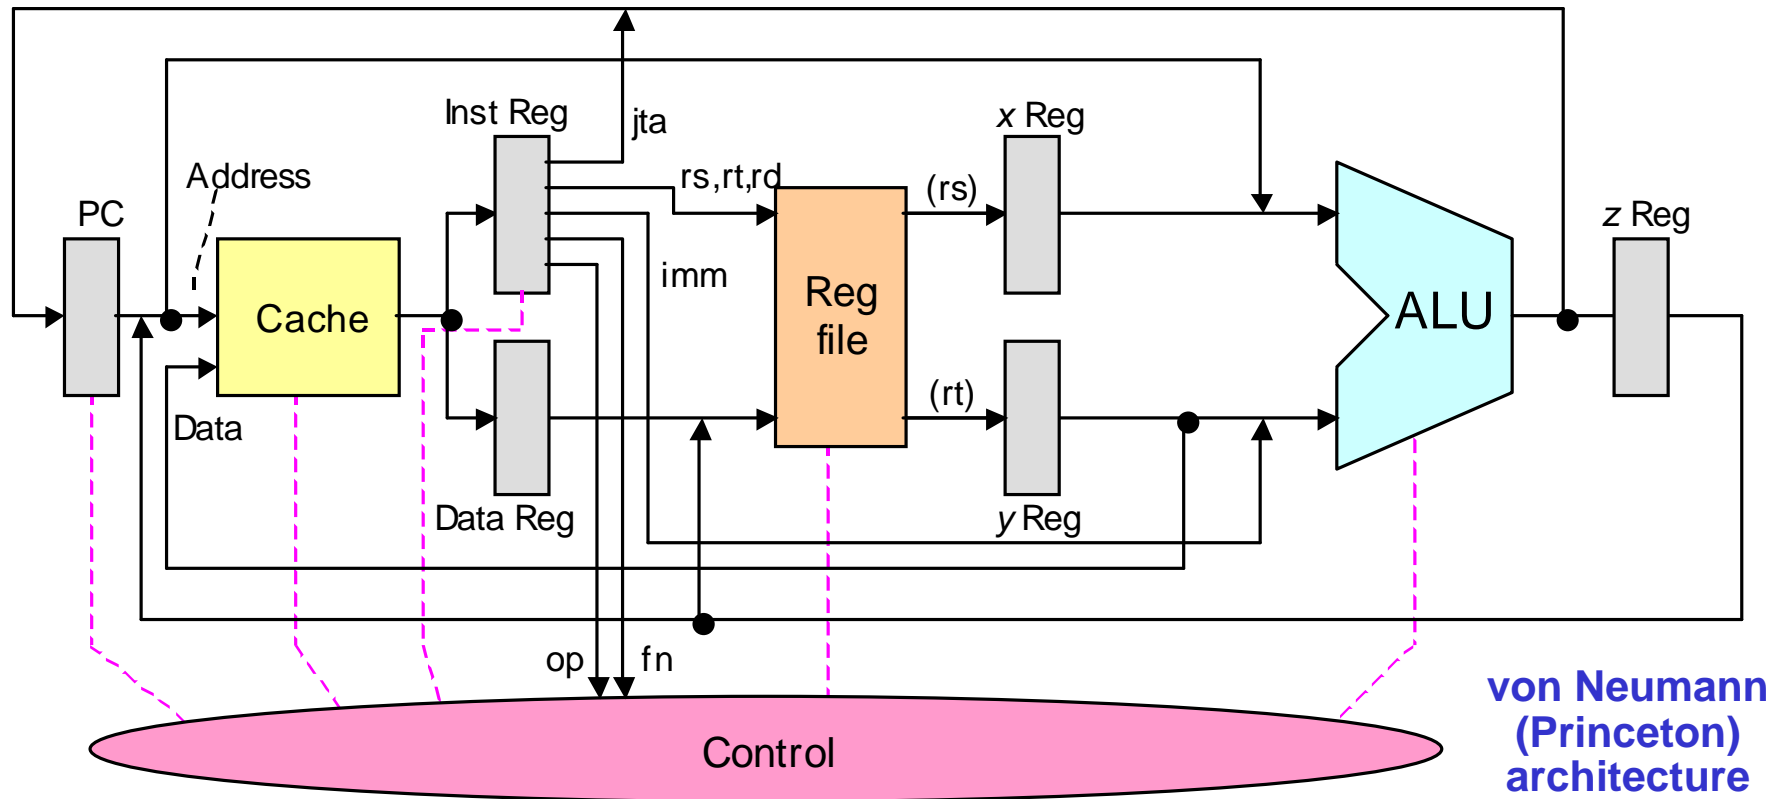 Inst Reg
jta
x Reg
Address
rs,rt,rd
(rs)
PC
z Reg
imm
Cache
Reg
file
ALU
(rt)
Data
Data Reg
y Reg
op
fn
Control
von Neumann
(Princeton)
architecture